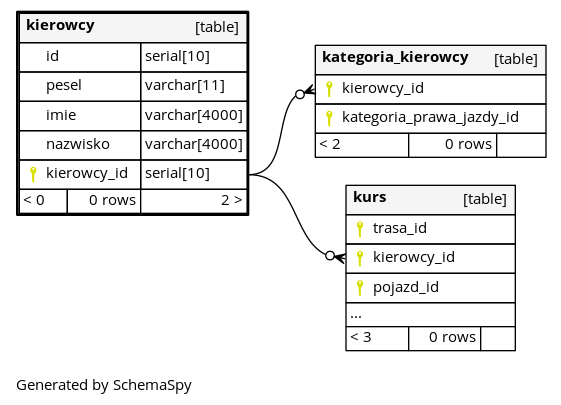 kierowcy [table]
id serial[10]
pesel varchar[11]
imie varchar[4000]
nazwisko varchar[4000]
kierowcy_id serial[10]
< 0 0 rows 2 >
kategoria_kierowcy [table]
kierowcy_id
kategoria_prawa_jazdy_id
< 2 0 rows
kurs [table]
trasa_id
kierowcy_id
pojazd_id
...
< 3 0 rows
Generated by SchemaSpy